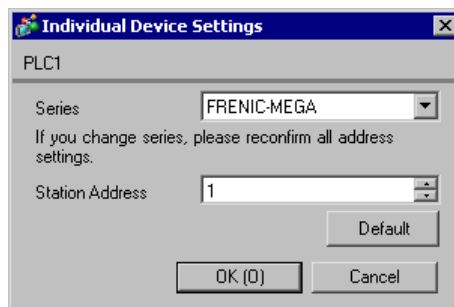 Individual Device Settings
PLC1
Series
FRENIC-MEGA
If you change series, please reconfirm all address
settings.
Station Address
1
Default
OK (O)
Cancel